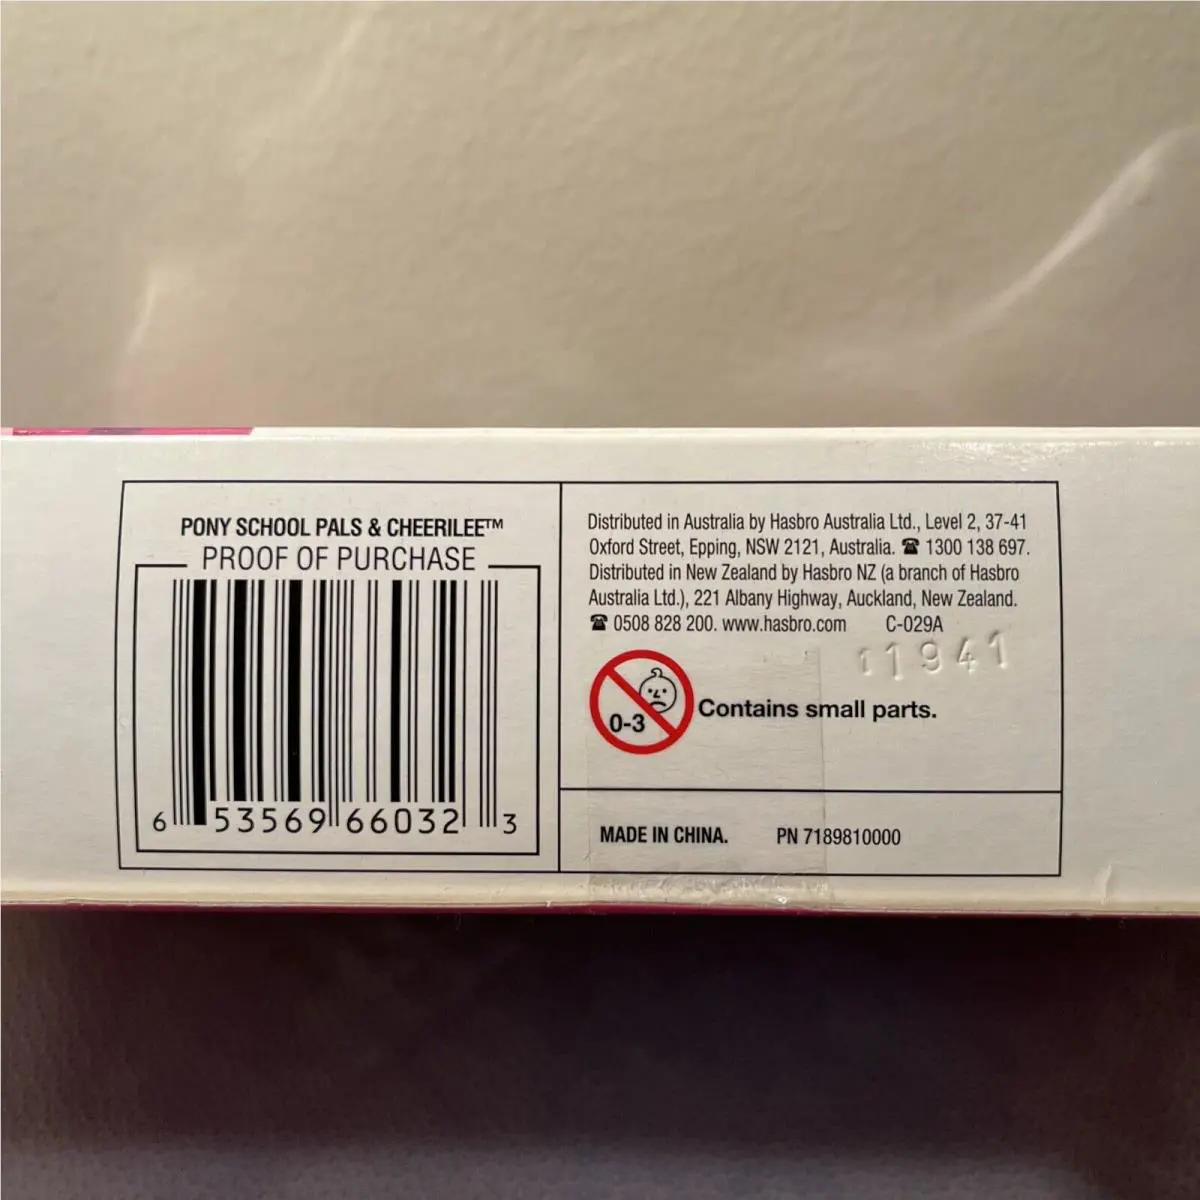 PONY SCHOOL PALS & CHEERILEE™
PROOF OF PURCHASE
6 53569 66032 3
Distributed in Australia by Hasbro Australia Ltd., Level 2, 37-41
Oxford Street, Epping, NSW 2121, Australia. ☎ 1300 138 697.
Distributed in New Zealand by Hasbro NZ (a branch of Hasbro
Australia Ltd.), 221 Albany Highway, Auckland, New Zealand.
☎ 0508 828 200. www.hasbro.com C-029A
11941
0-3
Contains small parts.
MADE IN CHINA. PN 7189810000